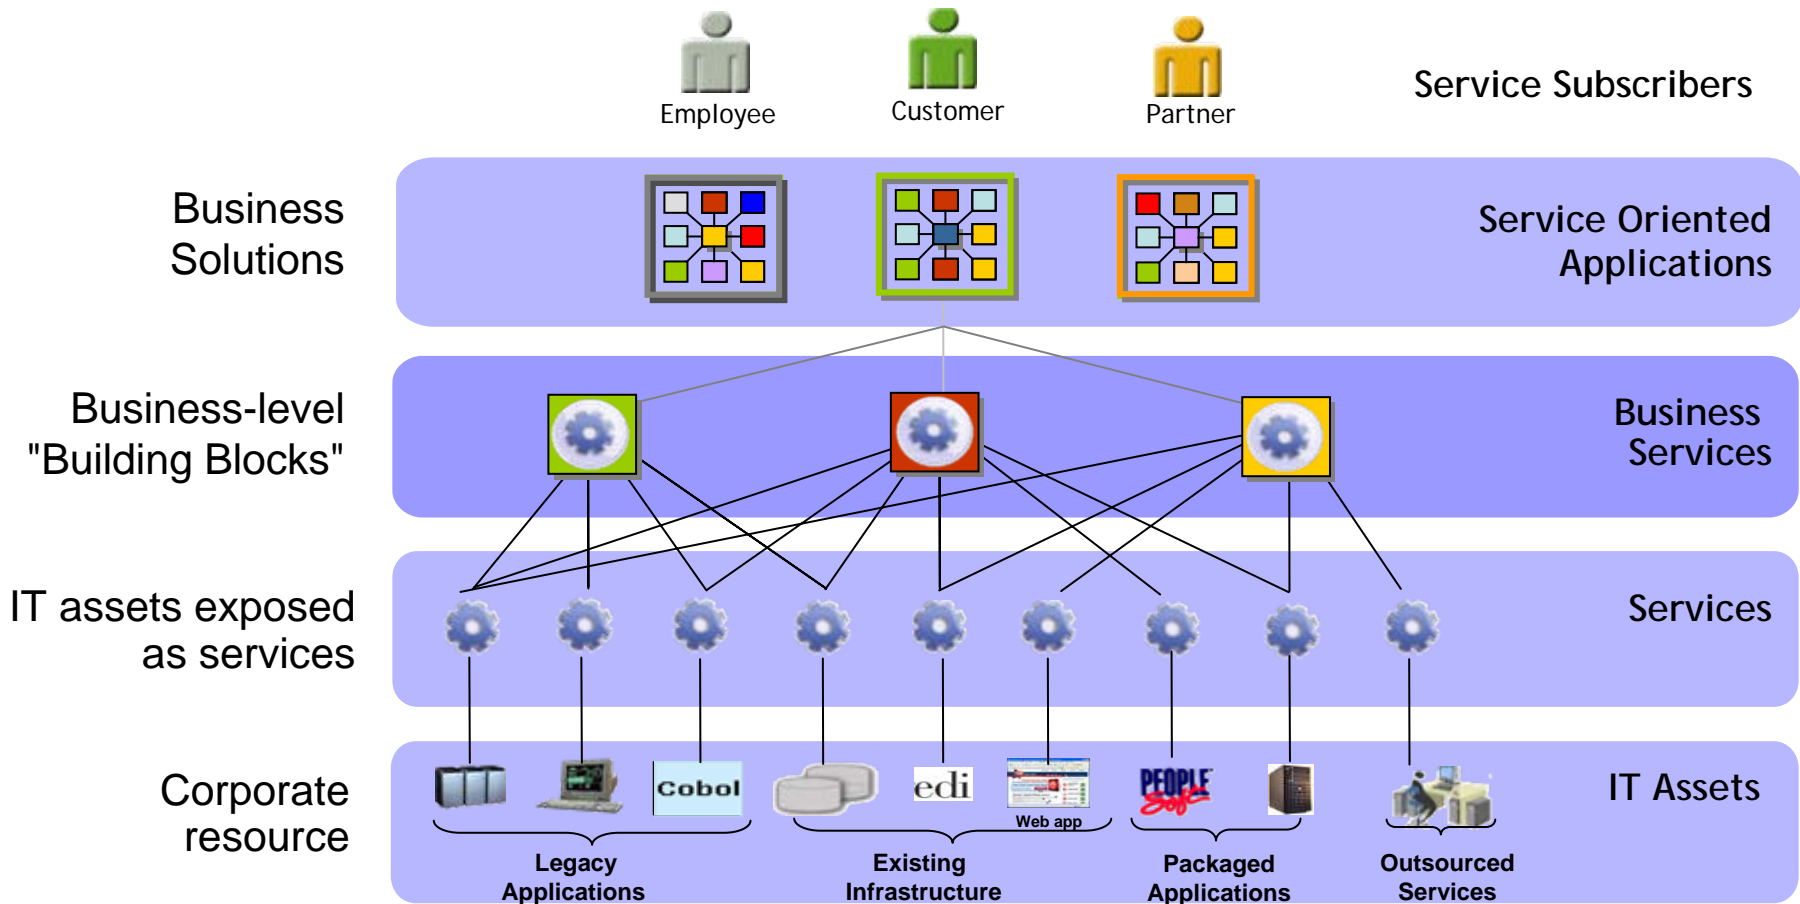 Employee
Customer
Partner
Service Subscribers
Business
Solutions
Service Oriented
Applications
Business-level
"Building Blocks"
Business
Services
IT assets exposed
as services
Services
Corporate
resource
Cobol
edi
Web app
PEOPLE
Soft
IT Assets
Legacy
Applications
Existing
Infrastructure
Packaged
Applications
Outsourced
Services